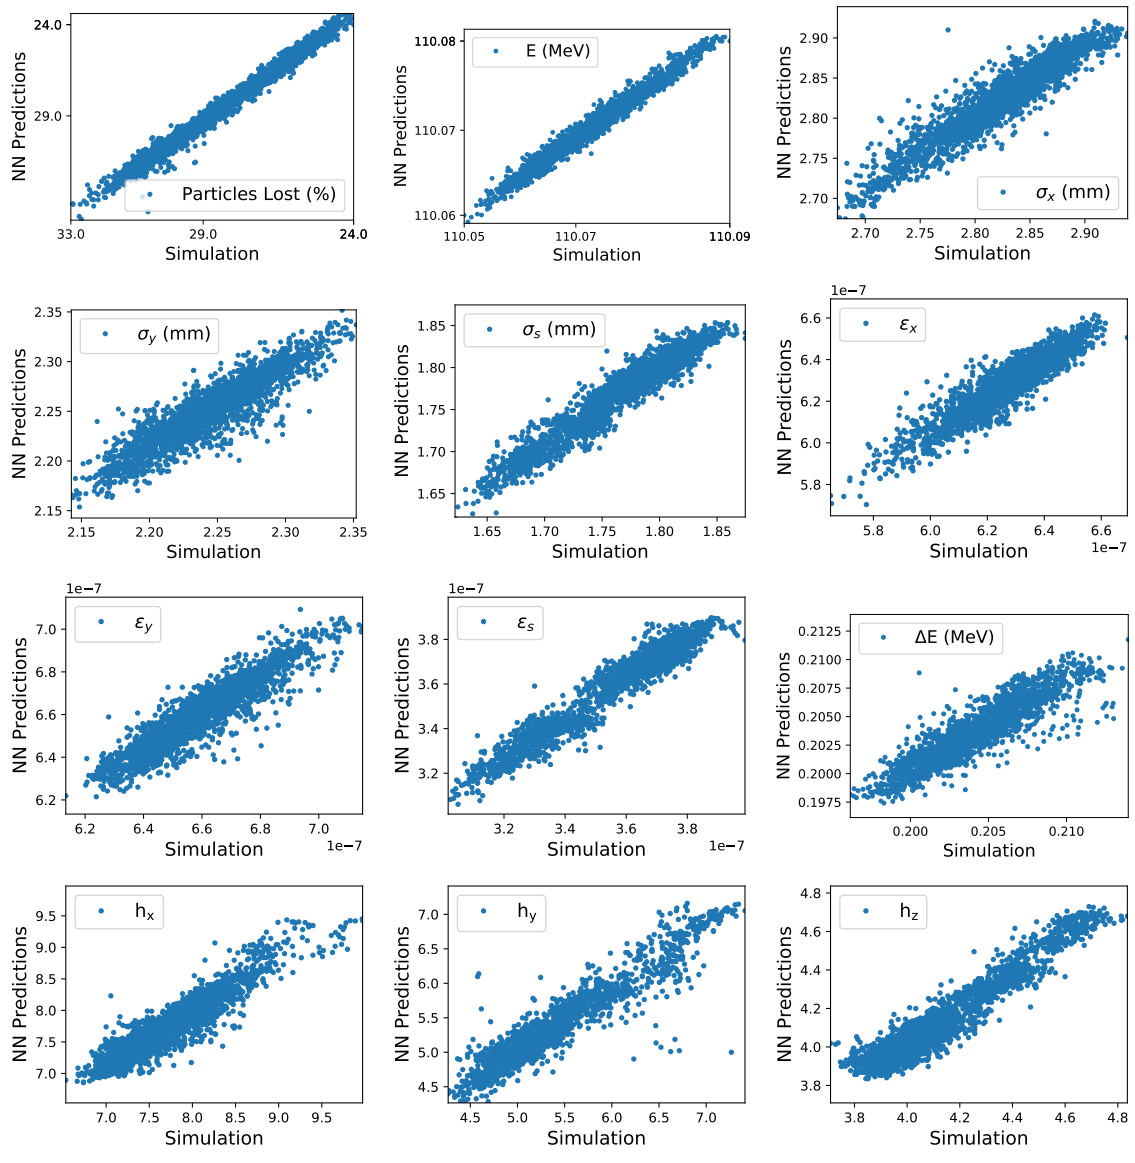 24.0
29.0
NN Predictions
Particles Lost (%)
33.0 29.0 24.0
Simulation
110.08
110.07
110.06
NN Predictions
E (MeV)
110.05 110.07 110.09
Simulation
2.90
2.85
2.80
2.75
2.70
NN Predictions
σx (mm)
2.70 2.75 2.80 2.85 2.90
Simulation
2.35
2.30
2.25
2.20
2.15
NN Predictions
σy (mm)
2.15 2.20 2.25 2.30 2.35
Simulation
1.85
1.80
1.75
1.70
1.65
NN Predictions
σs (mm)
1.65 1.70 1.75 1.80 1.85
Simulation
1e−7
6.6
6.4
6.2
6.0
5.8
NN Predictions
εx
5.8 6.0 6.2 6.4 6.6
Simulation
1e−7
1e−7
7.0
6.8
6.6
6.4
6.2
NN Predictions
εy
6.2 6.4 6.6 6.8 7.0
Simulation
1e−7
1e−7
3.8
3.6
3.4
3.2
NN Predictions
εs
3.2 3.4 3.6 3.8
Simulation
1e−7
0.2125
0.2100
0.2075
0.2050
0.2025
0.2000
0.1975
NN Predictions
ΔE (MeV)
0.200 0.205 0.210
Simulation
9.5
9.0
8.5
8.0
7.5
7.0
NN Predictions
hx
7.0 7.5 8.0 8.5 9.0 9.5
Simulation
7.0
6.5
6.0
5.5
5.0
4.5
NN Predictions
hy
4.5 5.0 5.5 6.0 6.5 7.0
Simulation
4.8
4.6
4.4
4.2
4.0
3.8
NN Predictions
hz
3.8 4.0 4.2 4.4 4.6 4.8
Simulation